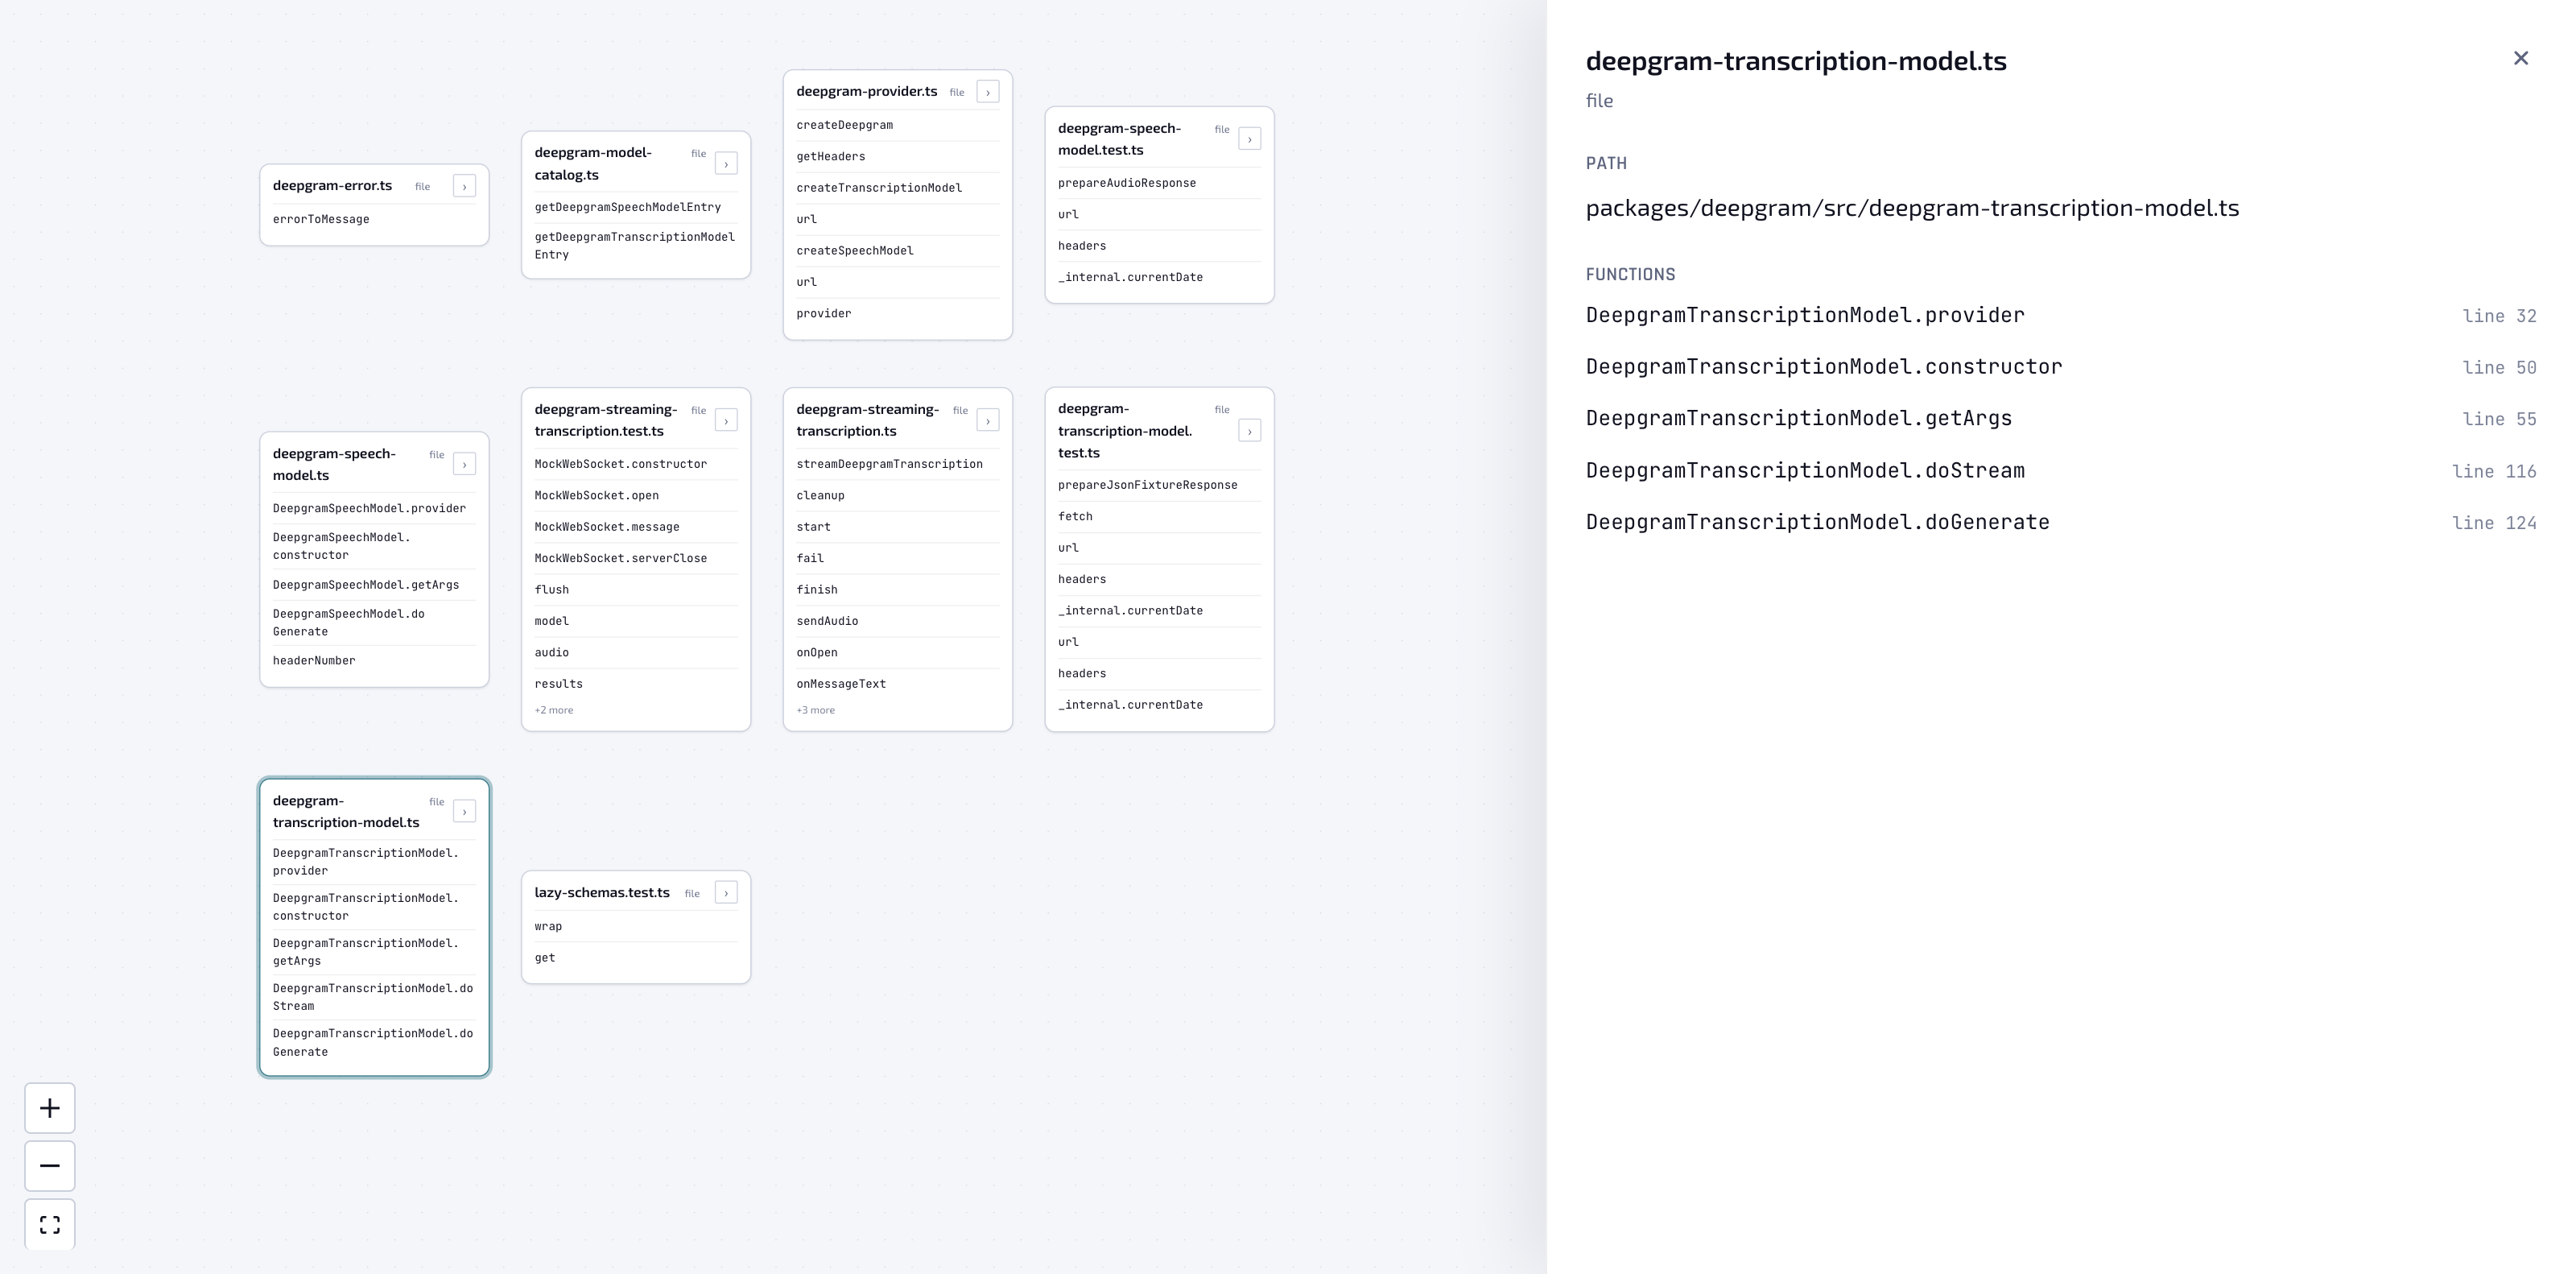 deepgram-error.ts file ›
errorToMessage
deepgram-model-
catalog.ts
file ›
getDeepgramSpeechModelEntry
getDeepgramTranscriptionModel
Entry
deepgram-provider.ts file ›
createDeepgram
getHeaders
createTranscriptionModel
url
createSpeechModel
url
provider
deepgram-speech-
model.test.ts
file ›
prepareAudioResponse
url
headers
_internal.currentDate
deepgram-speech-
model.ts
file ›
DeepgramSpeechModel.provider
DeepgramSpeechModel.
constructor
DeepgramSpeechModel.getArgs
DeepgramSpeechModel.do
Generate
headerNumber
deepgram-streaming-
transcription.test.ts
file ›
MockWebSocket.constructor
MockWebSocket.open
MockWebSocket.message
MockWebSocket.serverClose
flush
model
audio
results
+2 more
deepgram-streaming-
transcription.ts
file ›
streamDeepgramTranscription
cleanup
start
fail
finish
sendAudio
onOpen
onMessageText
+3 more
deepgram-
transcription-model.
test.ts
file ›
prepareJsonFixtureResponse
fetch
url
headers
_internal.currentDate
url
headers
_internal.currentDate
deepgram-
transcription-model.ts
file ›
DeepgramTranscriptionModel.
provider
DeepgramTranscriptionModel.
constructor
DeepgramTranscriptionModel.
getArgs
DeepgramTranscriptionModel.do
Stream
DeepgramTranscriptionModel.do
Generate
lazy-schemas.test.ts file ›
wrap
get
deepgram-transcription-model.ts
file
PATH
packages/deepgram/src/deepgram-transcription-model.ts
FUNCTIONS
DeepgramTranscriptionModel.provider line 32
DeepgramTranscriptionModel.constructor line 50
DeepgramTranscriptionModel.getArgs line 55
DeepgramTranscriptionModel.doStream line 116
DeepgramTranscriptionModel.doGenerate line 124